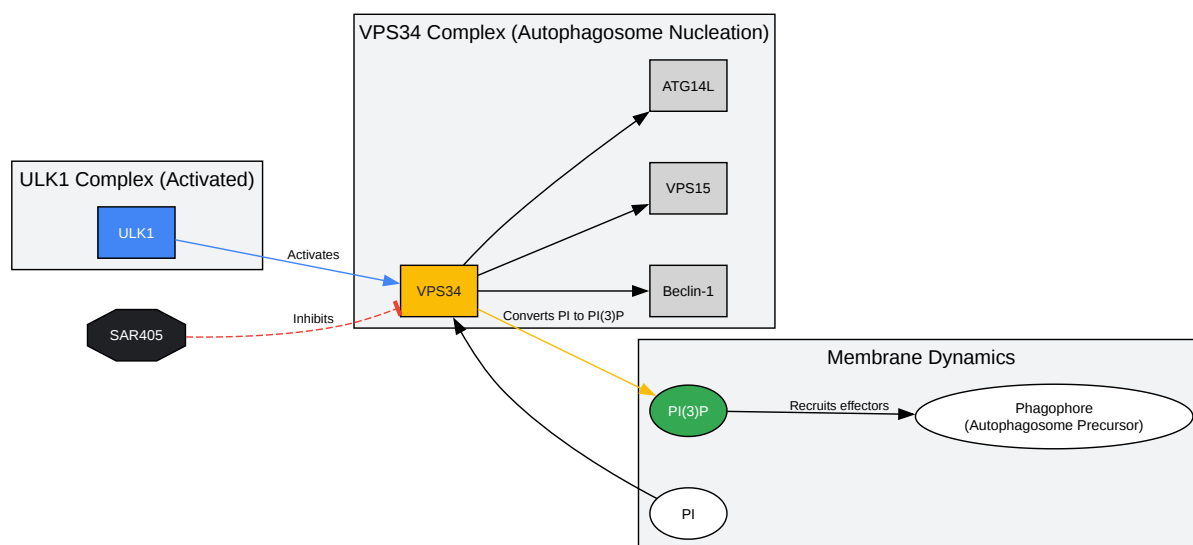 VPS34 Complex (Autophagosome Nucleation)
ATG14L
VPS15
Beclin-1
VPS34
ULK1 Complex (Activated)
ULK1
Activates
SAR405
Inhibits
Converts PI to PI(3)P
Membrane Dynamics
PI(3)P
Recruits effectors
Phagophore
(Autophagosome Precursor)
PI